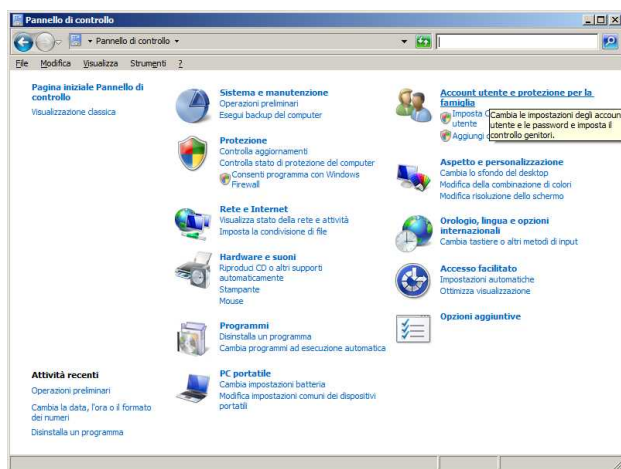 Pannello di controllo
Pannello di controllo
File Modifica Visualizza Strumenti ?
Pagina iniziale Pannello di
controllo
Visualizzazione classica
Attività recenti
Operazioni preliminari
Cambia la data, l'ora o il formato
dei numeri
Disinstalla un programma
Sistema e manutenzione
Operazioni preliminari
Esegui backup del computer
Protezione
Controlla aggiornamenti
Controlla stato di protezione del computer
Consenti programma con Windows
Firewall
Rete e Internet
Visualizza stato della rete e attività
Imposta la condivisione di file
Hardware e suoni
Riproduci CD o altri supporti
automaticamente
Stampante
Mouse
Programmi
Disinstalla un programma
Cambia programmi ad esecuzione automatica
PC portatile
Cambia impostazioni batteria
Modifica impostazioni comuni dei dispositivi
portatili
Account utente e protezione per la
famiglia
Imposta
utente
Aggiungi
Cambia le impostazioni degli accoun
utente e le password e imposta il
controllo genitori.
Aspetto e personalizzazione
Cambia lo sfondo del desktop
Modifica della combinazione di colori
Modifica risoluzione dello schermo
Orologio, lingua e opzioni
internazionali
Cambia tastiere o altri metodi di input
Accesso facilitato
Impostazioni automatiche
Ottimizza visualizzazione
Opzioni aggiuntive